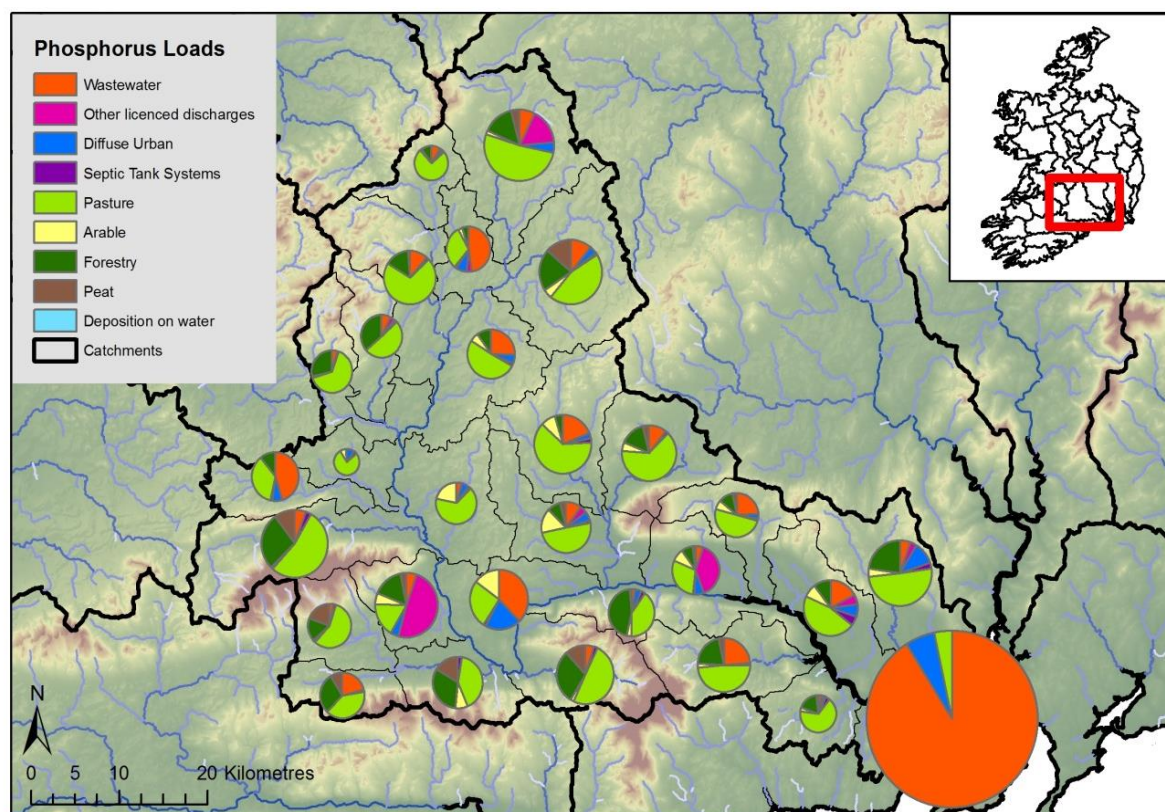 Phosphorus Loads
Wastewater
Other licenced discharges
Diffuse Urban
Septic Tank Systems
Pasture
Arable
Forestry
Peat
Deposition on water
Catchments
N
0 5 10 20 Kilometres